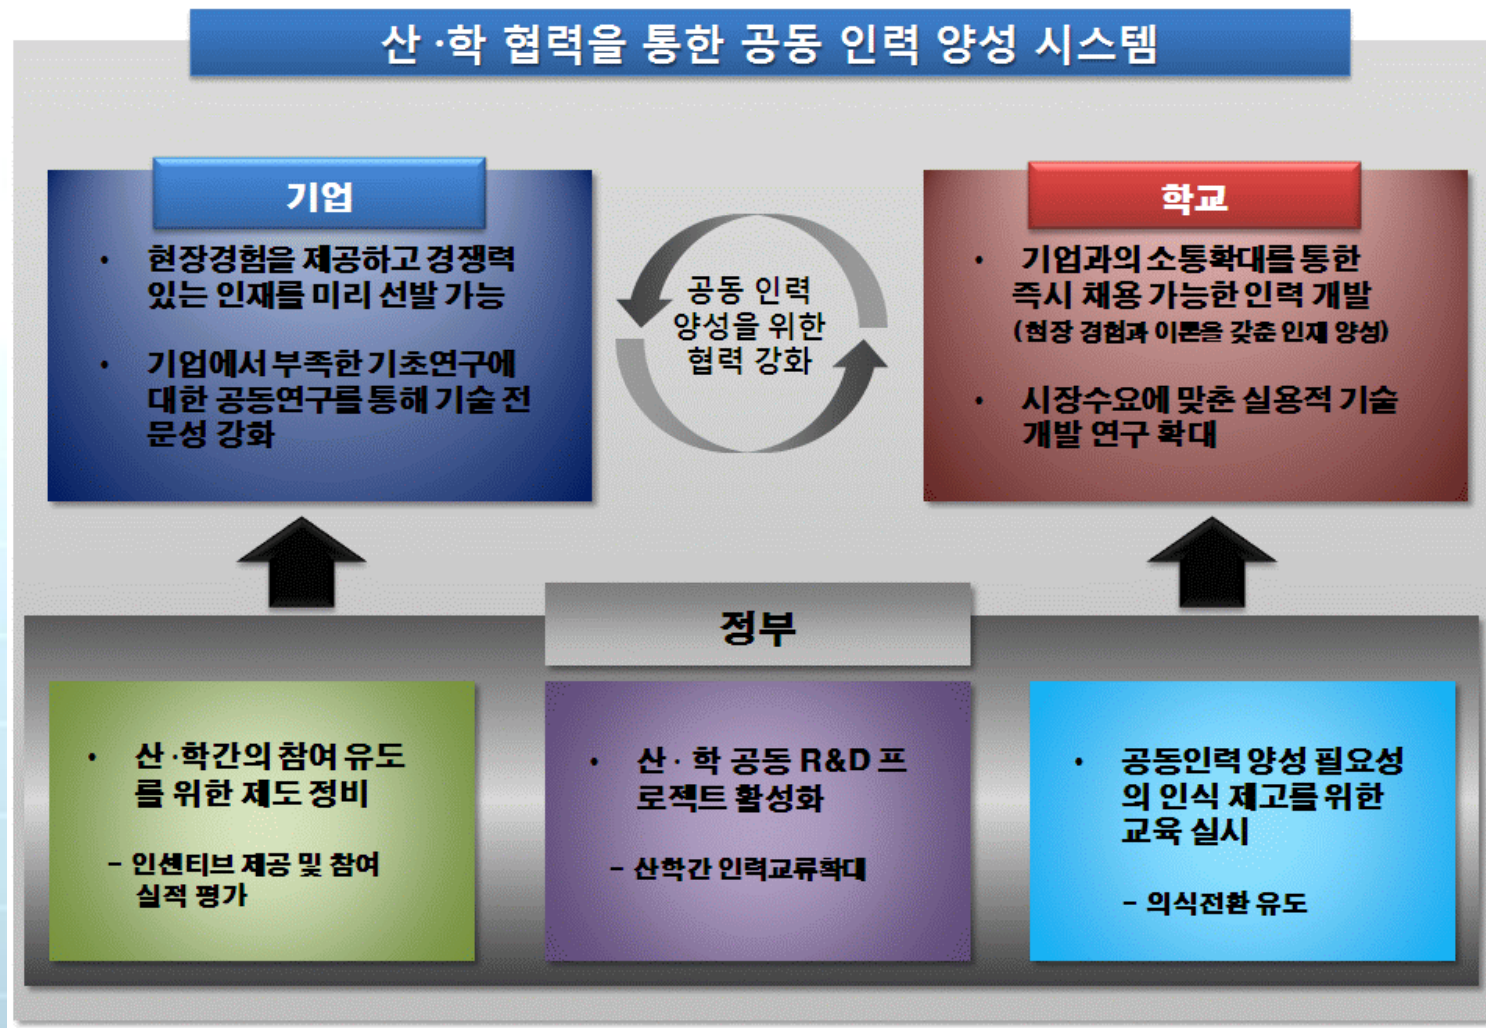 산 ·학 협력을 통한 공동 인력 양성 시스템
기업
• 현장경험을 제공하고 경쟁력
있는 인재를 미리 선발 가능
• 기업에서 부족한 기초연구에
대한 공동연구를 통해 기술 전
문성 강화
공동 인력
양성을 위한
협력 강화
학교
• 기업과의 소통확대를 통한
즉시 채용 가능한 인력 개발
(현장 경험과 이론을 갖춘 인재 양성)
• 시장수요에 맞춘 실용적 기술
개발 연구 확대
정부
• 산 ·학간의 참여 유도
를 위한 제도 정비
- 인센티브 제공 및 참여
실적 평가
• 산 · 학 공동 R&D 프
로젝트 활성화
- 산학간 인력교류확대
• 공동인력 양성 필요성
의 인식 제고를 위한
교육 실시
- 의식전환 유도